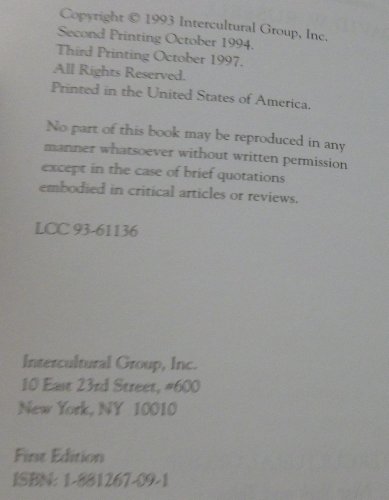 Copyright © 1993 Intercultural Group, Inc.
Second Printing October 1994.
Third Printing October 1997.
All Rights Reserved.
Printed in the United States of America.
No part of this book may be reproduced in any
manner whatsoever without written permission
except in the case of brief quotations
embodied in critical articles or reviews.
LCC 93-61136
Intercultural Group, Inc.
10 East 23rd Street, #600
New York, NY 10010
First Edition
ISBN: 1-881267-09-1